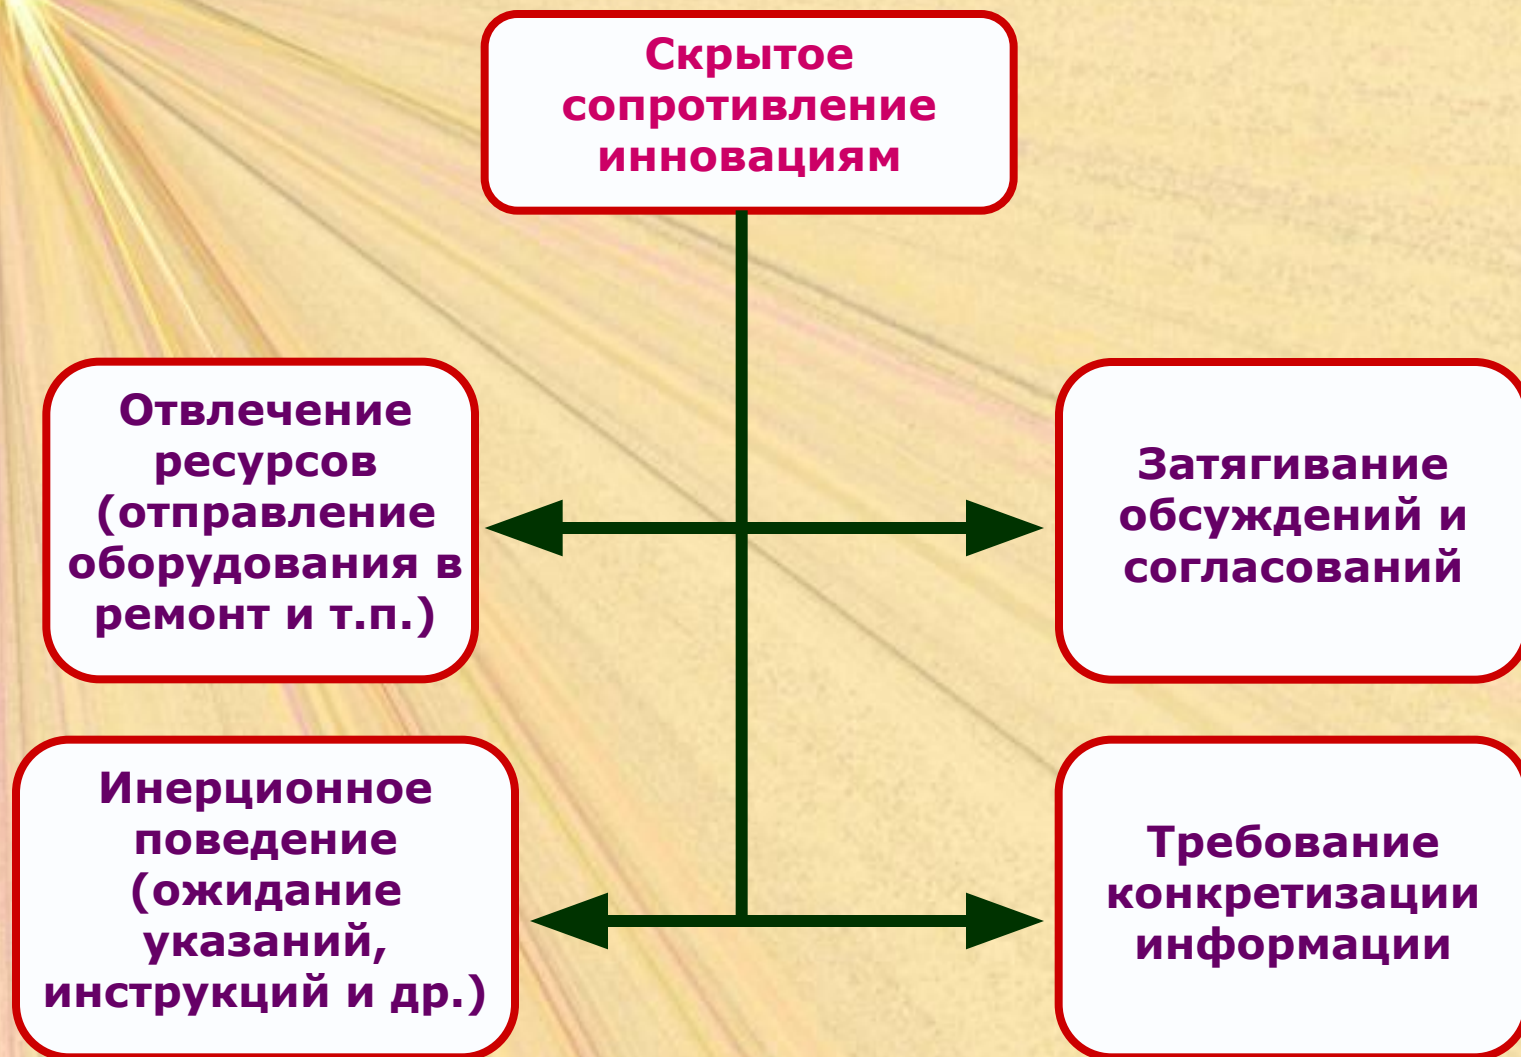 Скрытое
сопротивление
инновациям
Отвлечение
ресурсов
(отправление
оборудования в
ремонт и т.п.)
Затягивание
обсуждений и
согласований
Инерционное
поведение
(ожидание
указаний,
инструкций и др.)
Требование
конкретизации
информации